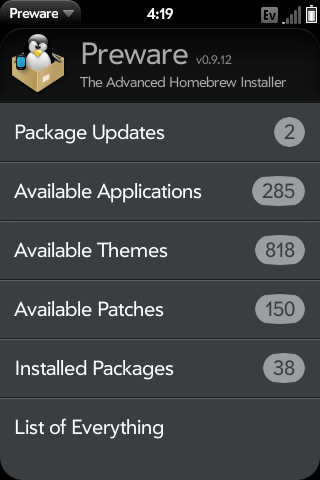 Preware
4:19
Ev
Preware v0.9.12
The Advanced Homebrew Installer
Package Updates 2
Available Applications 285
Available Themes 818
Available Patches 150
Installed Packages 38
List of Everything